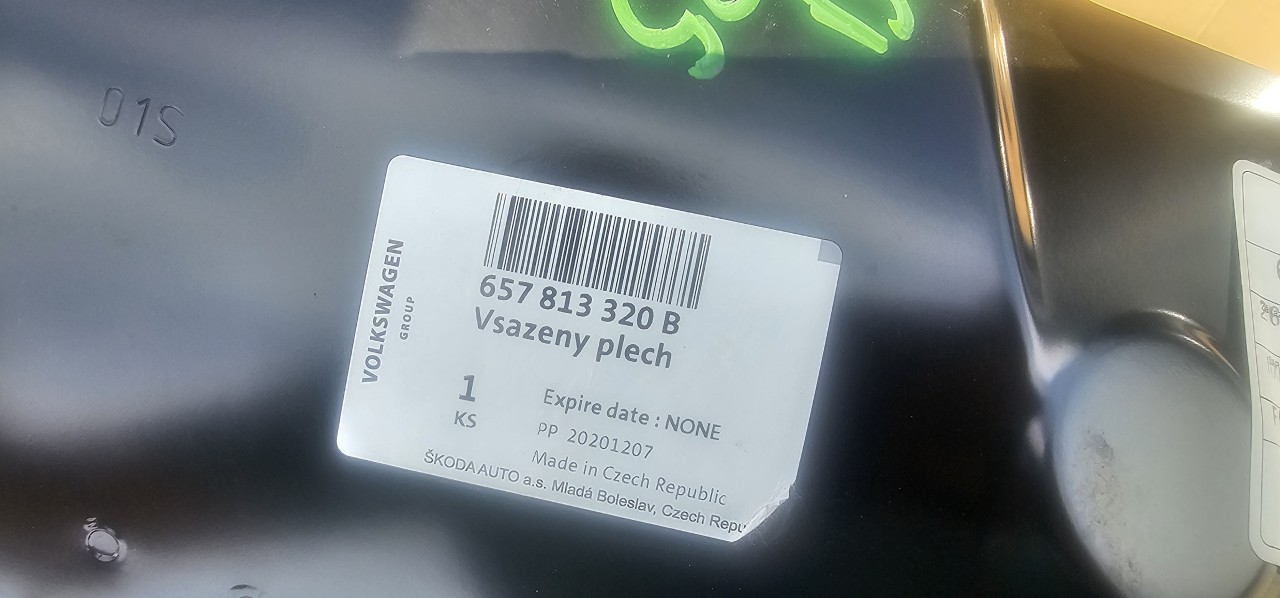 01S
VOLKSWAGEN
GROUP
657 813 320 B
Vsazeny plech
1
KS
Expire date : NONE
PP 20201207
Made in Czech Republic
ŠKODA AUTO a.s. Mladá Boleslav, Czech Repu